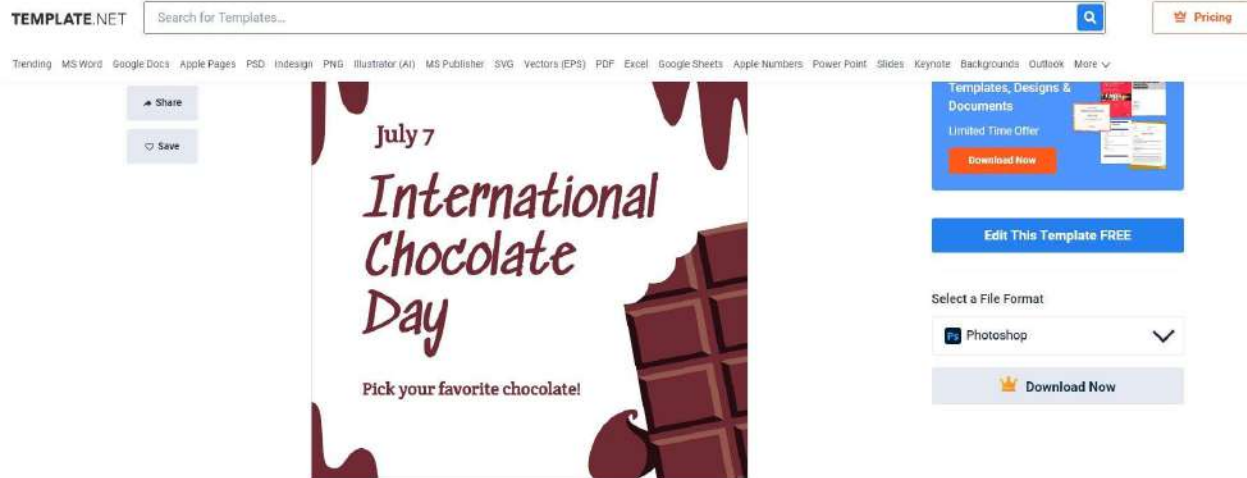 TEMPLATE.NET
Search for Templates...
Pricing
Trending MS Word Google Docs Apple Pages PSD Indesign PNG Illustrator (AI) MS Publisher SVG Vectors (EPS) PDF Excel Google Sheets Apple Numbers Power Point Slides Keynote Backgrounds Outlook More
Share
Save
July 7
International
Chocolate
Day
Pick your favorite chocolate!
Templates, Designs &
Documents
Limited Time Offer
Download Now
Edit This Template FREE
Select a File Format
Ps Photoshop
Download Now